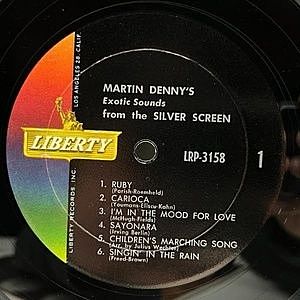 LOS ANGELES 28, CALIF.
MARTIN DENNY'S
Exotic Sounds
from the SILVER SCREEN
LIBERTY
LRP-3158
1
1. RUBY
(Parish-Roemheld)
2. CARIOCA
(Youmans-Eliscu-Kahn)
3. I'M IN THE MOOD FOR LOVE
(McHugh-Fields)
4. SAYONARA
(Irving Berlin)
5. CHILDREN'S MARCHING SONG
(Arr. by Julius Wechter)
6. SINGIN' IN THE RAIN
(Freed-Brown)
LIBERTY RECORDS, INC.